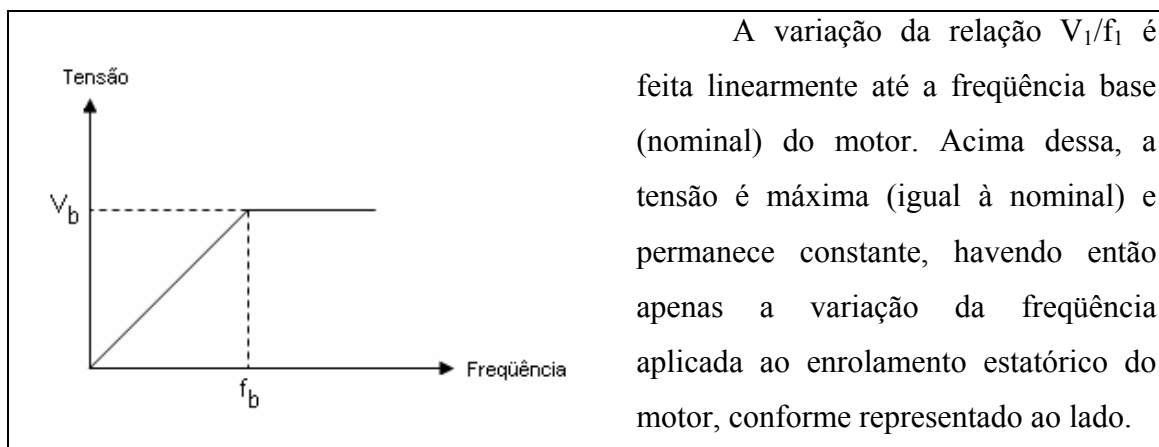 Tensão
V_b
f_b
Freqüência
A variação da relação V₁/f₁ é
feita linearmente até a freqüência base
(nominal) do motor. Acima dessa, a
tensão é máxima (igual à nominal) e
permanece constante, havendo então
apenas a variação da freqüência
aplicada ao enrolamento estatórico do
motor, conforme representado ao lado.